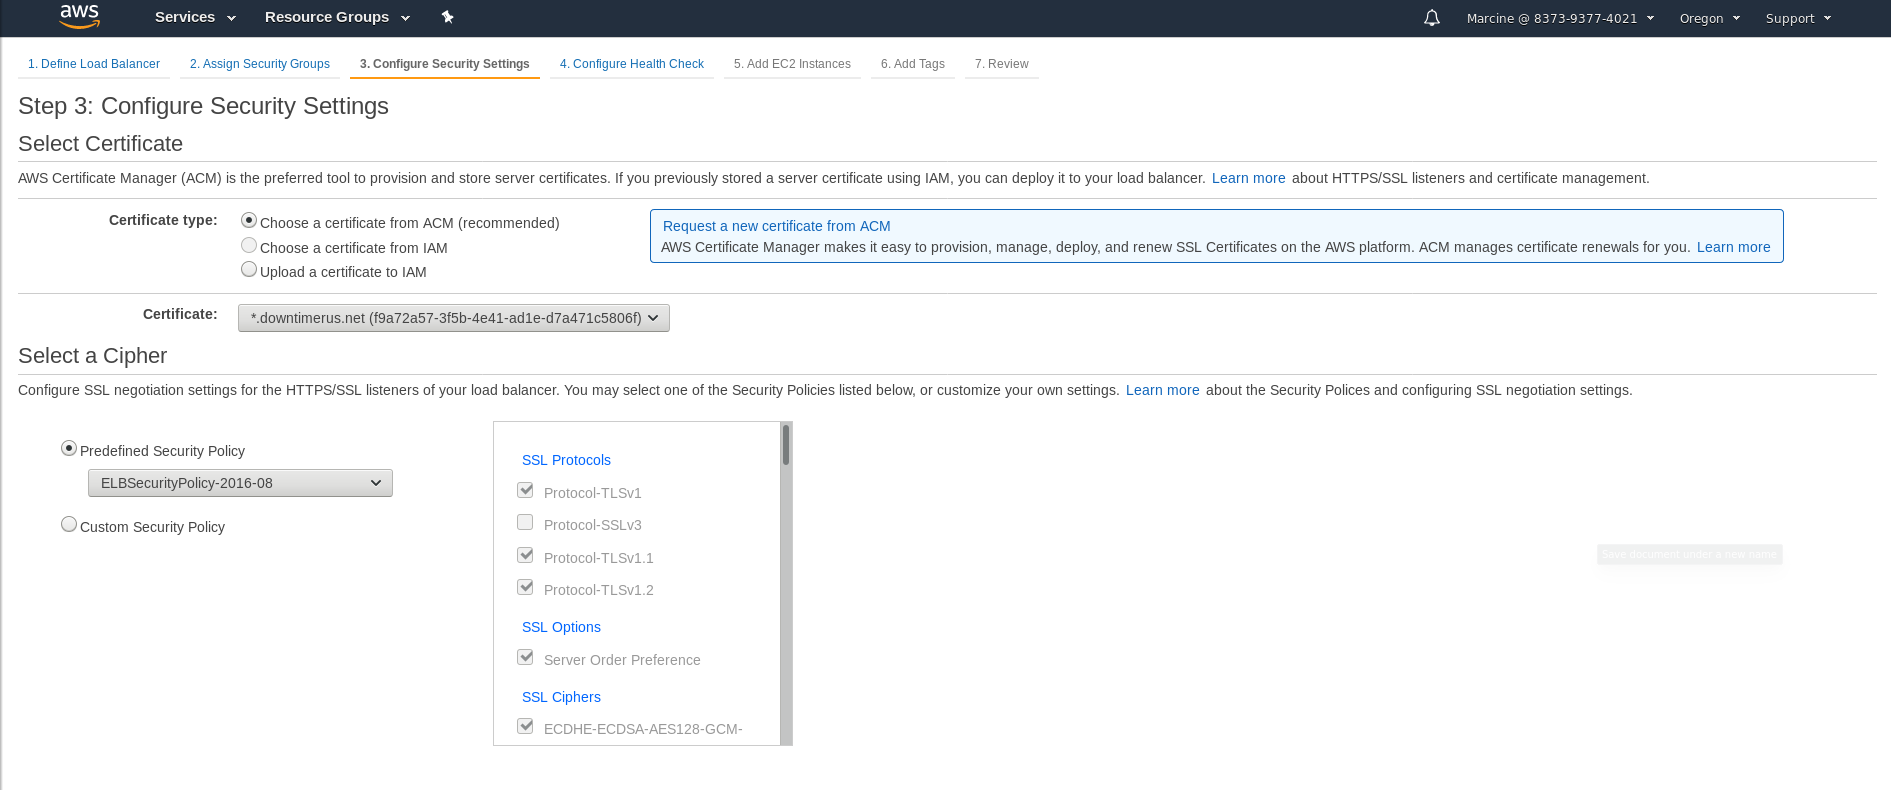 aws Services Resource Groups Marcine @ 8373-9377-4021 Oregon Support
1. Define Load Balancer 2. Assign Security Groups 3. Configure Security Settings 4. Configure Health Check 5. Add EC2 Instances 6. Add Tags 7. Review
Step 3: Configure Security Settings
Select Certificate
AWS Certificate Manager (ACM) is the preferred tool to provision and store server certificates. If you previously stored a server certificate using IAM, you can deploy it to your load balancer. Learn more about HTTPS/SSL listeners and certificate management.
Certificate type: Choose a certificate from ACM (recommended)
Choose a certificate from IAM
Upload a certificate to IAM
Request a new certificate from ACM
AWS Certificate Manager makes it easy to provision, manage, deploy, and renew SSL Certificates on the AWS platform. ACM manages certificate renewals for you. Learn more
Certificate: *.downtimerus.net (f9a72a57-3f5b-4e41-ad1e-d7a471c5806f)
Select a Cipher
Configure SSL negotiation settings for the HTTPS/SSL listeners of your load balancer. You may select one of the Security Policies listed below, or customize your own settings. Learn more about the Security Polices and configuring SSL negotiation settings.
Predefined Security Policy
ELBSecurityPolicy-2016-08
Custom Security Policy
SSL Protocols
Protocol-TLSv1
Protocol-SSLv3
Protocol-TLSv1.1
Protocol-TLSv1.2
SSL Options
Server Order Preference
SSL Ciphers
ECDHE-ECDSA-AES128-GCM-
Save document under a new name